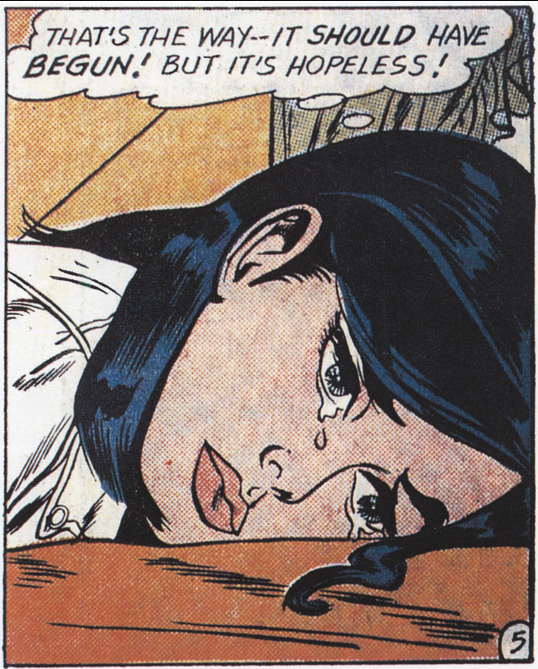 THAT'S THE WAY--IT SHOULD HAVE
BEGUN! BUT IT'S HOPELESS!
5